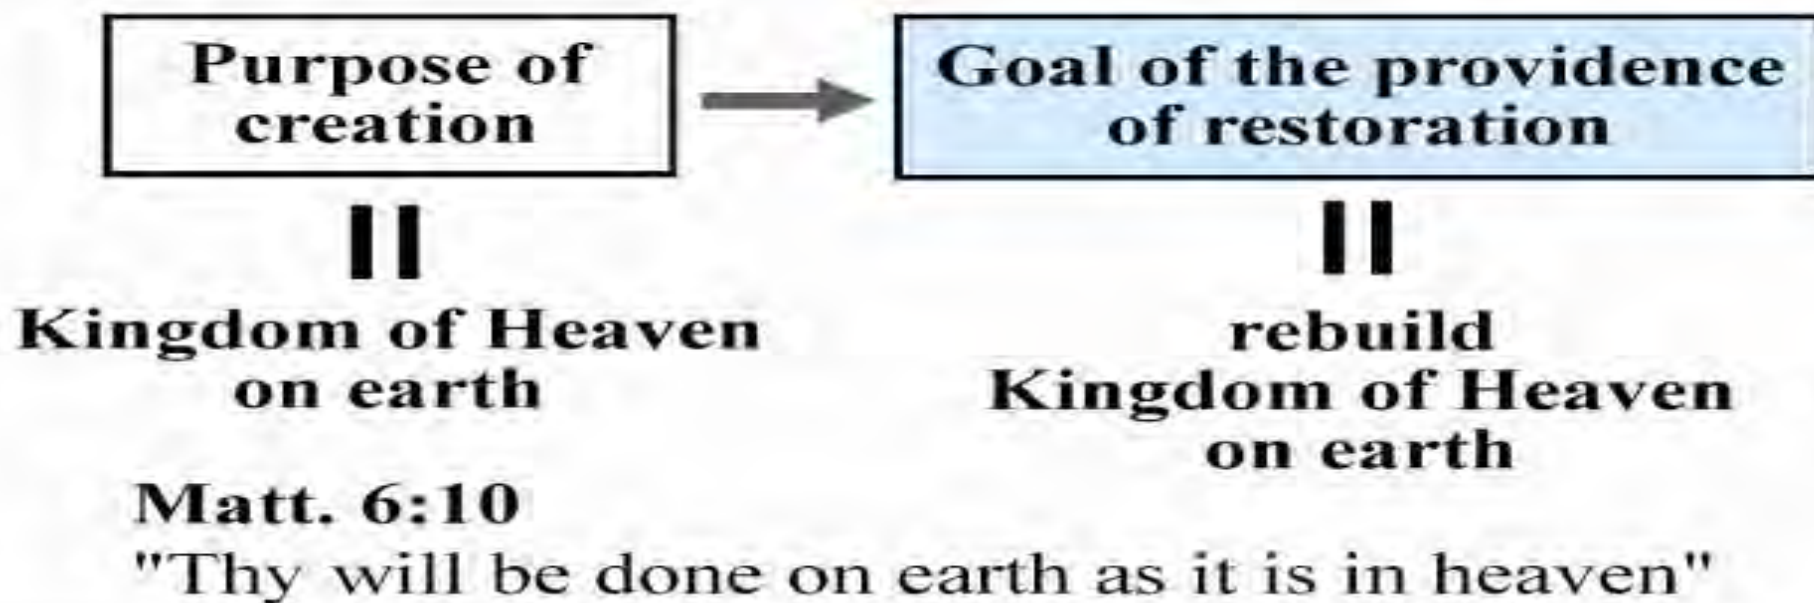 Purpose of
creation
Goal of the providence
of restoration
Kingdom of Heaven
on earth
rebuild
Kingdom of Heaven
on earth
Matt. 6:10
"Thy will be done on earth as it is in heaven"